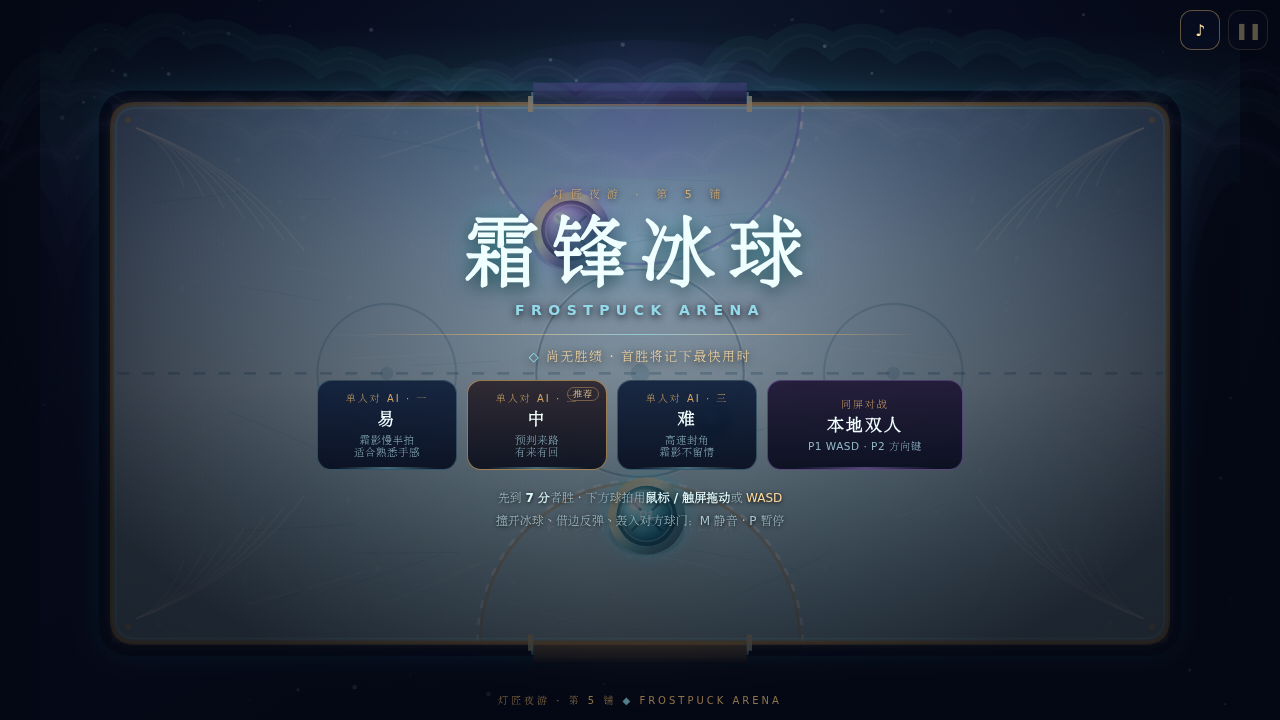 ♪
灯匠夜游 · 第 5 铺
霜锋冰球
FROSTPUCK ARENA
◇ 尚无胜绩 · 首胜将记下最快用时
单人对 AI · 一
易
霜影慢半拍
适合熟悉手感
单人对 AI · 二
推荐
中
预判来路
有来有回
单人对 AI · 三
难
高速封角
霜影不留情
同屏对战
本地双人
P1 WASD · P2 方向键
先到 7 分者胜 · 下方球拍用鼠标 / 触屏拖动或 WASD
撞开冰球、借边反弹、轰入对方球门；M 静音 · P 暂停
灯匠夜游 · 第 5 铺 ◆ FROSTPUCK ARENA